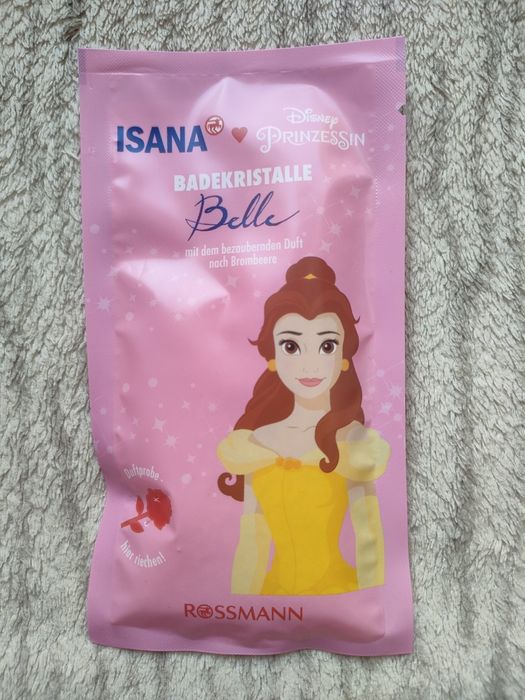 ISANA ♥ Disney
PRINZESSIN
BADEKRISTALLE
Belle
mit dem bezaubernden Duft
nach Brombeere
Duftprobe -
hier riechen!
ROSSMANN